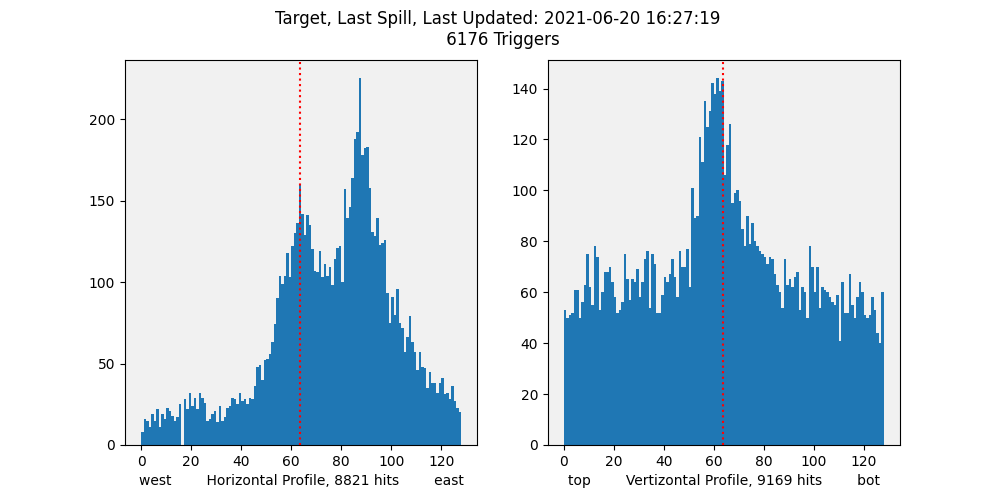 Target, Last Spill, Last Updated: 2021-06-20 16:27:19
6176 Triggers
200
150
100
50
0
0 20 40 60 80 100 120
west Horizontal Profile, 8821 hits east
140
120
100
80
60
40
20
0
0 20 40 60 80 100 120
top Vertizontal Profile, 9169 hits bot